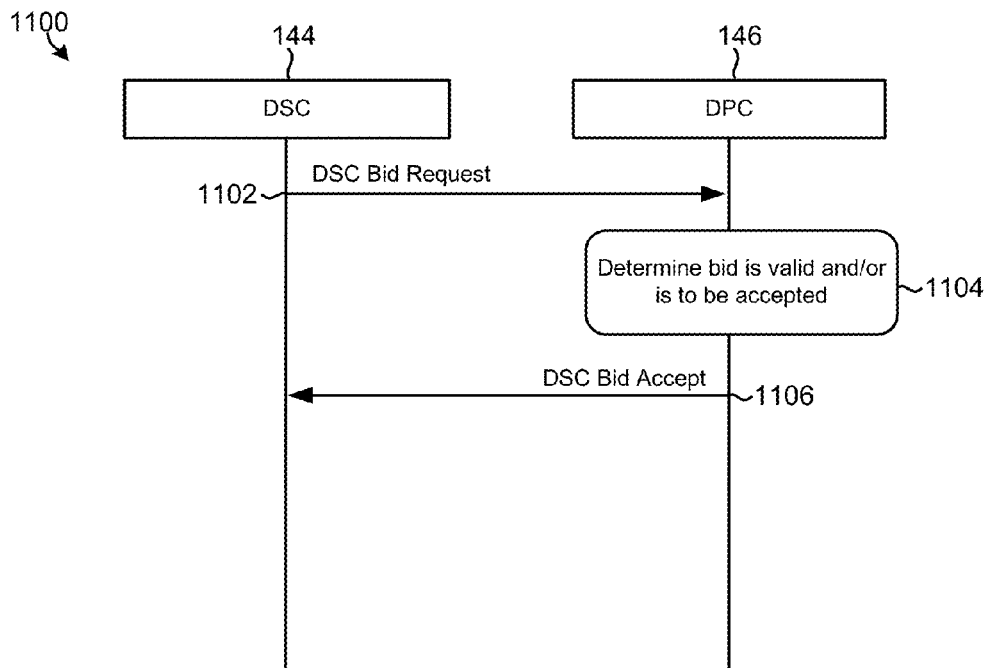 1100
144
146
DSC
DPC
DSC Bid Request
1102
Determine bid is valid and/or
is to be accepted
1104
DSC Bid Accept
1106